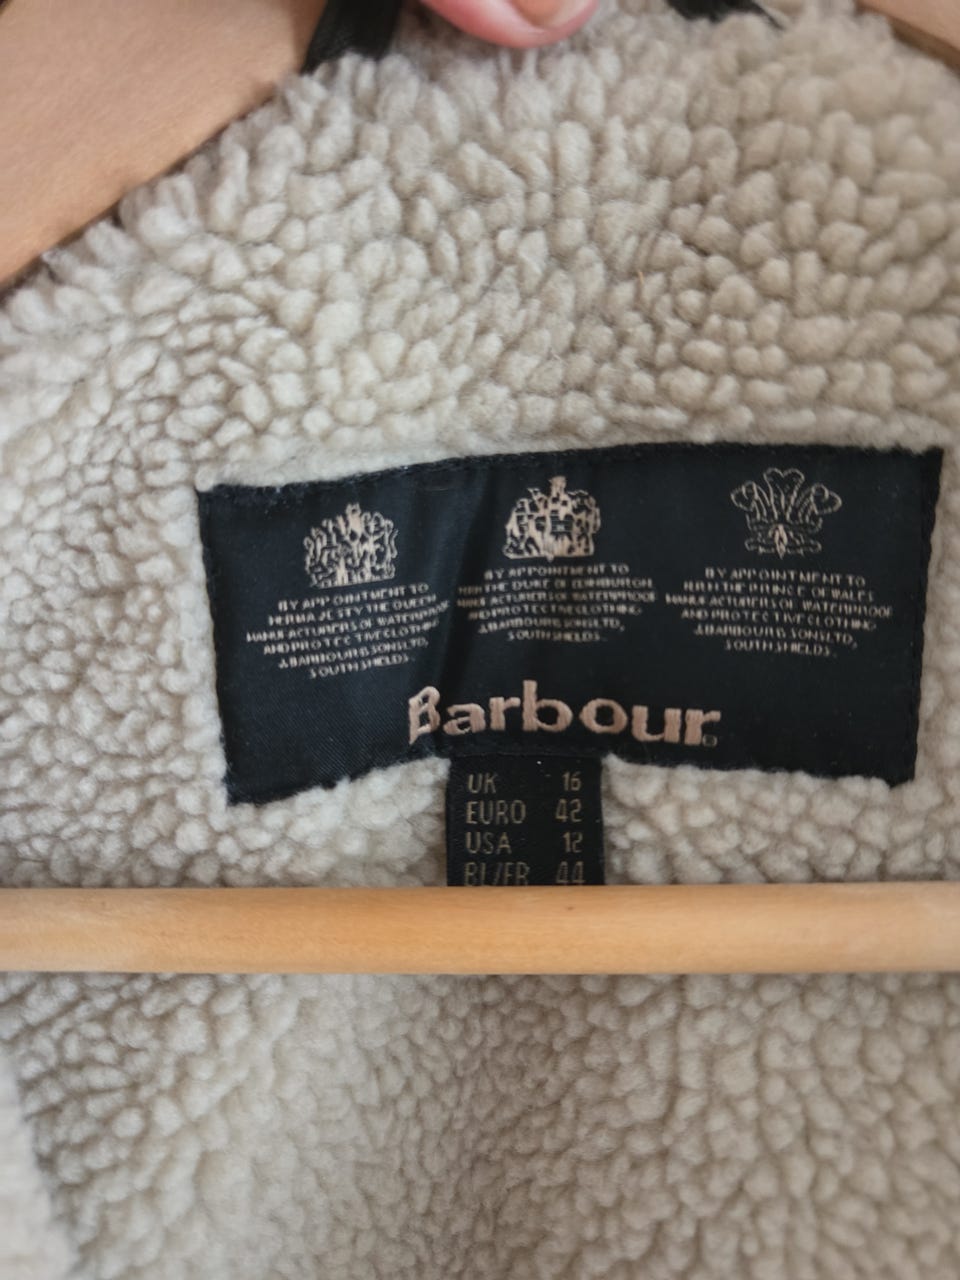 BY APPOINTMENT TO
HER MAJESTY THE QUEEN
MANUFACTURERS OF WATERPROOF
AND PROTECTIVE CLOTHING
J.BARBOUR & SONS LTD,
SOUTH SHIELDS.
BY APPOINTMENT TO
HRH THE DUKE OF EDINBURGH
MANUFACTURERS OF WATERPROOF
AND PROTECTIVE CLOTHING
J.BARBOUR & SONS LTD,
SOUTH SHIELDS.
BY APPOINTMENT TO
HRH THE PRINCE OF WALES
MANUFACTURERS OF WATERPROOF
AND PROTECTIVE CLOTHING
J.BARBOUR & SONS LTD,
SOUTH SHIELDS.
Barbour
UK 16
EURO 42
USA 12
BL/FR 44